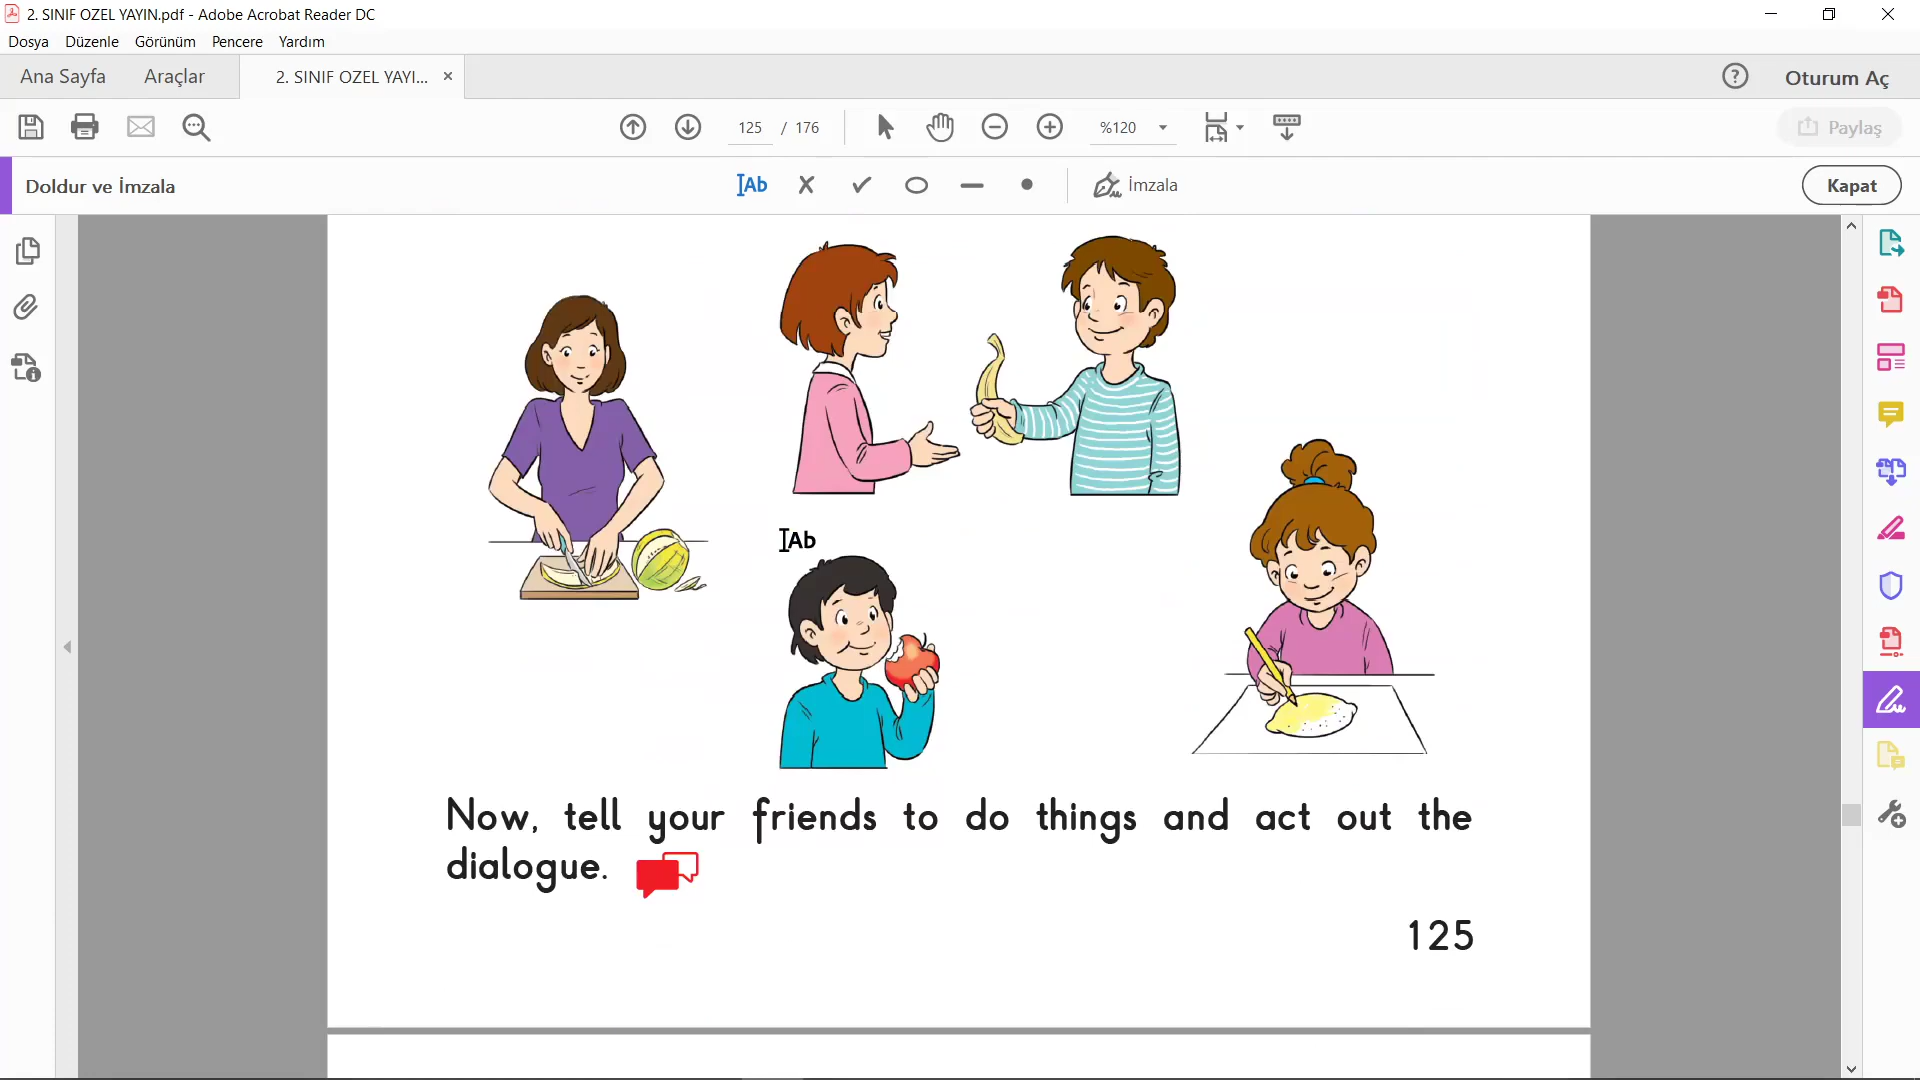 2. SINIF OZEL YAYIN.pdf - Adobe Acrobat Reader DC
Dosya Düzenle Görünüm Pencere Yardım
Ana Sayfa Araçlar 2. SINIF OZEL YAYI... × Oturum Aç
125 / 176 %120 Paylaş
Doldur ve İmzala Ab İmzala Kapat
Ab
Now, tell your friends to do things and act out the
dialogue.
125